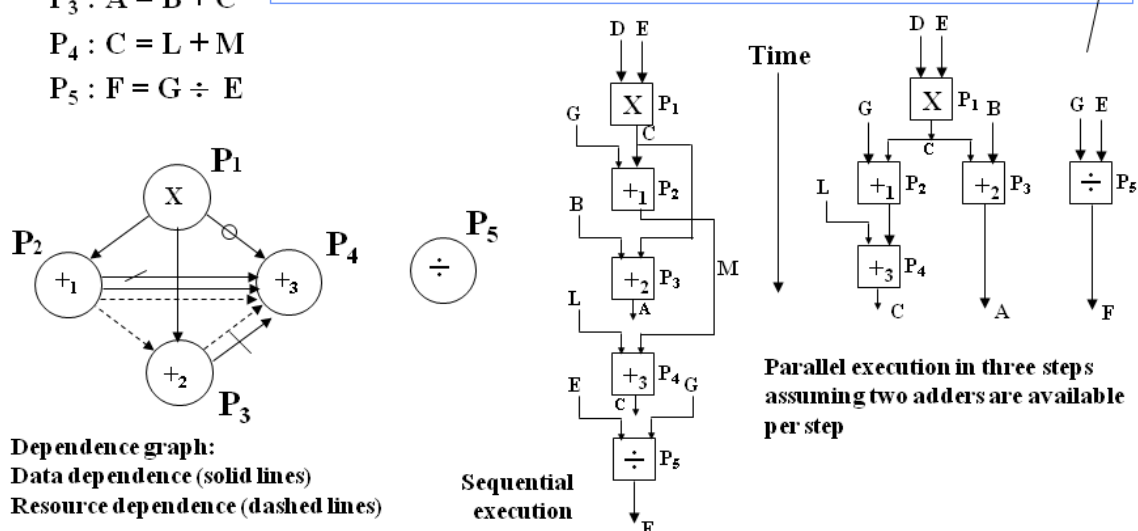 P₃ : A = B + C
P₄ : C = L + M
P₅ : F = G ÷ E
P₁
X
P₂
+₁
P₄
+₃
P₃
+₂
P₅
÷
Dependence graph:
Data dependence (solid lines)
Resource dependence (dashed lines)
D E
X P₁
G
C
+₁ P₂
B
+₂ P₃
M
L
A
+₃ P₄
E
G
C
÷ P₅
F
Sequential
execution
Time
D E
X P₁
G
B
C
G E
+₁ P₂
+₂ P₃
÷ P₅
L
+₃ P₄
C
A
F
Parallel execution in three steps
assuming two adders are available
per step